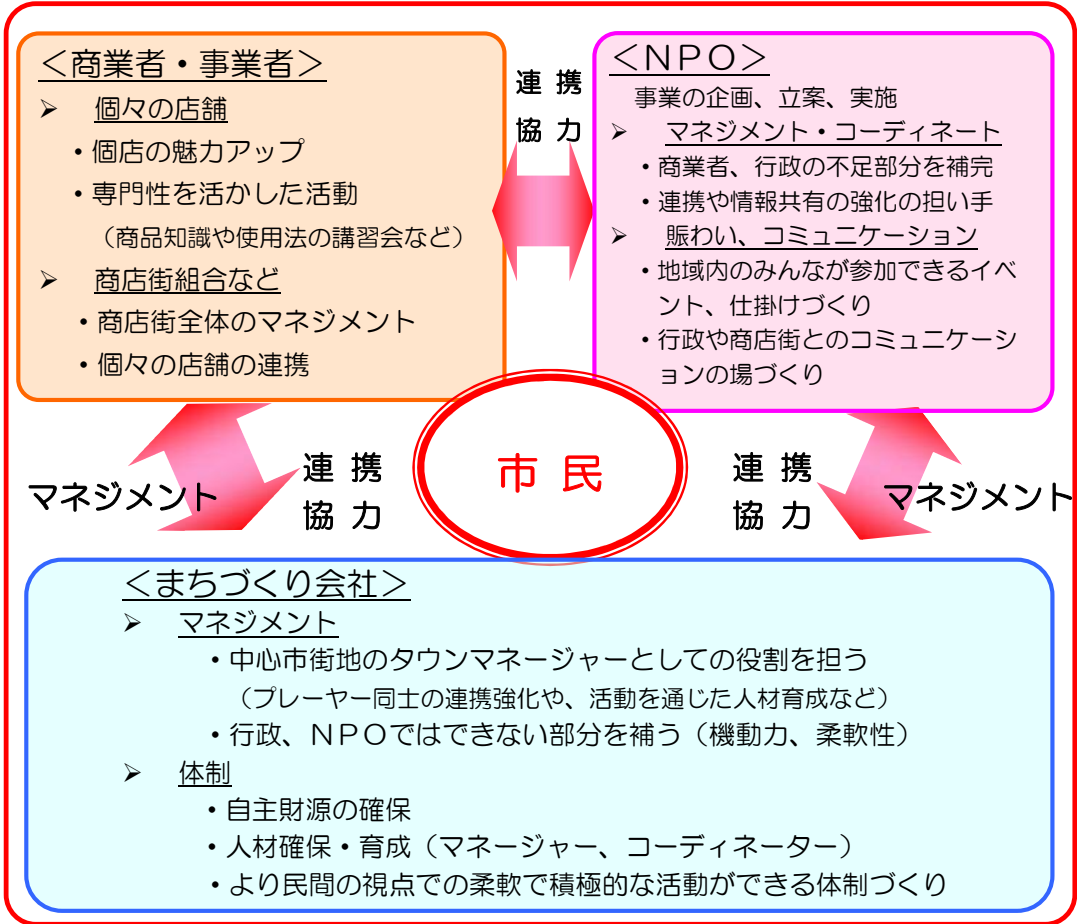 ＜商業者・事業者＞
➢ 個々の店舗
・個店の魅力アップ
・専門性を活かした活動
（商品知識や使用法の講習会など）
➢ 商店街組合など
・商店街全体のマネジメント
・個々の店舗の連携
連 携
協 力
＜ＮＰＯ＞
事業の企画、立案、実施
➢ マネジメント・コーディネート
・商業者、行政の不足部分を補完
・連携や情報共有の強化の担い手
➢ 賑わい、コミュニケーション
・地域内のみんなが参加できるイベ
ント、仕掛けづくり
・行政や商店街とのコミュニケーシ
ョンの場づくり
マネジメント
連 携
協 力
市 民
連 携
協 力
マネジメント
＜まちづくり会社＞
➢ マネジメント
・中心市街地のタウンマネージャーとしての役割を担う
（プレーヤー同士の連携強化や、活動を通じた人材育成など）
・行政、ＮＰＯではできない部分を補う（機動力、柔軟性）
➢ 体制
・自主財源の確保
・人材確保・育成（マネージャー、コーディネーター）
・より民間の視点での柔軟で積極的な活動ができる体制づくり